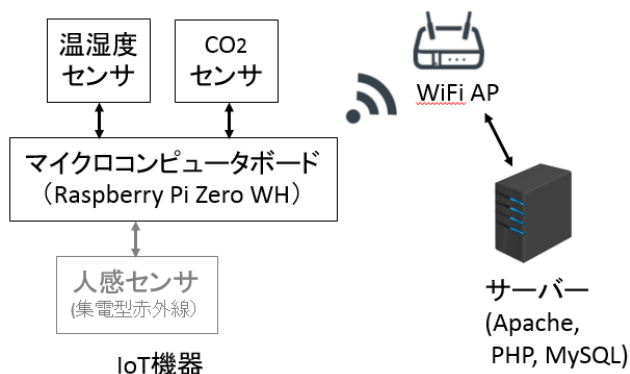 温湿度
センサ
CO2
センサ
マイクロコンピュータボード
（Raspberry Pi Zero WH）
人感センサ
(集電型赤外線）
IoT機器
WiFi AP
サーバー
(Apache,
PHP, MySQL)